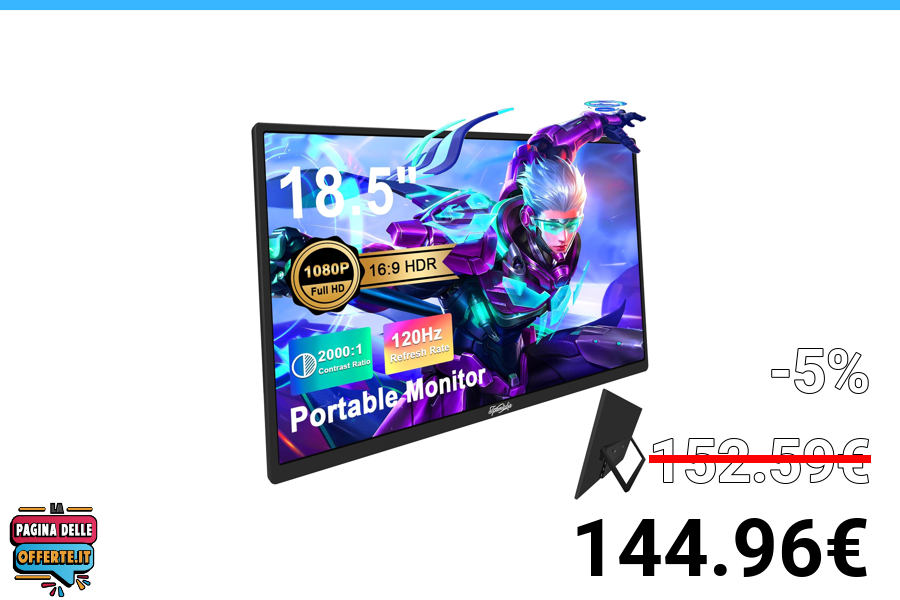 18.5"
1080P
Full HD
16:9 HDR
2000:1
Contrast Ratio
120Hz
Refresh Rate
Portable Monitor
-5%
152.59€
144.96€
LA
PAGINA DELLE
OFFERTE.IT